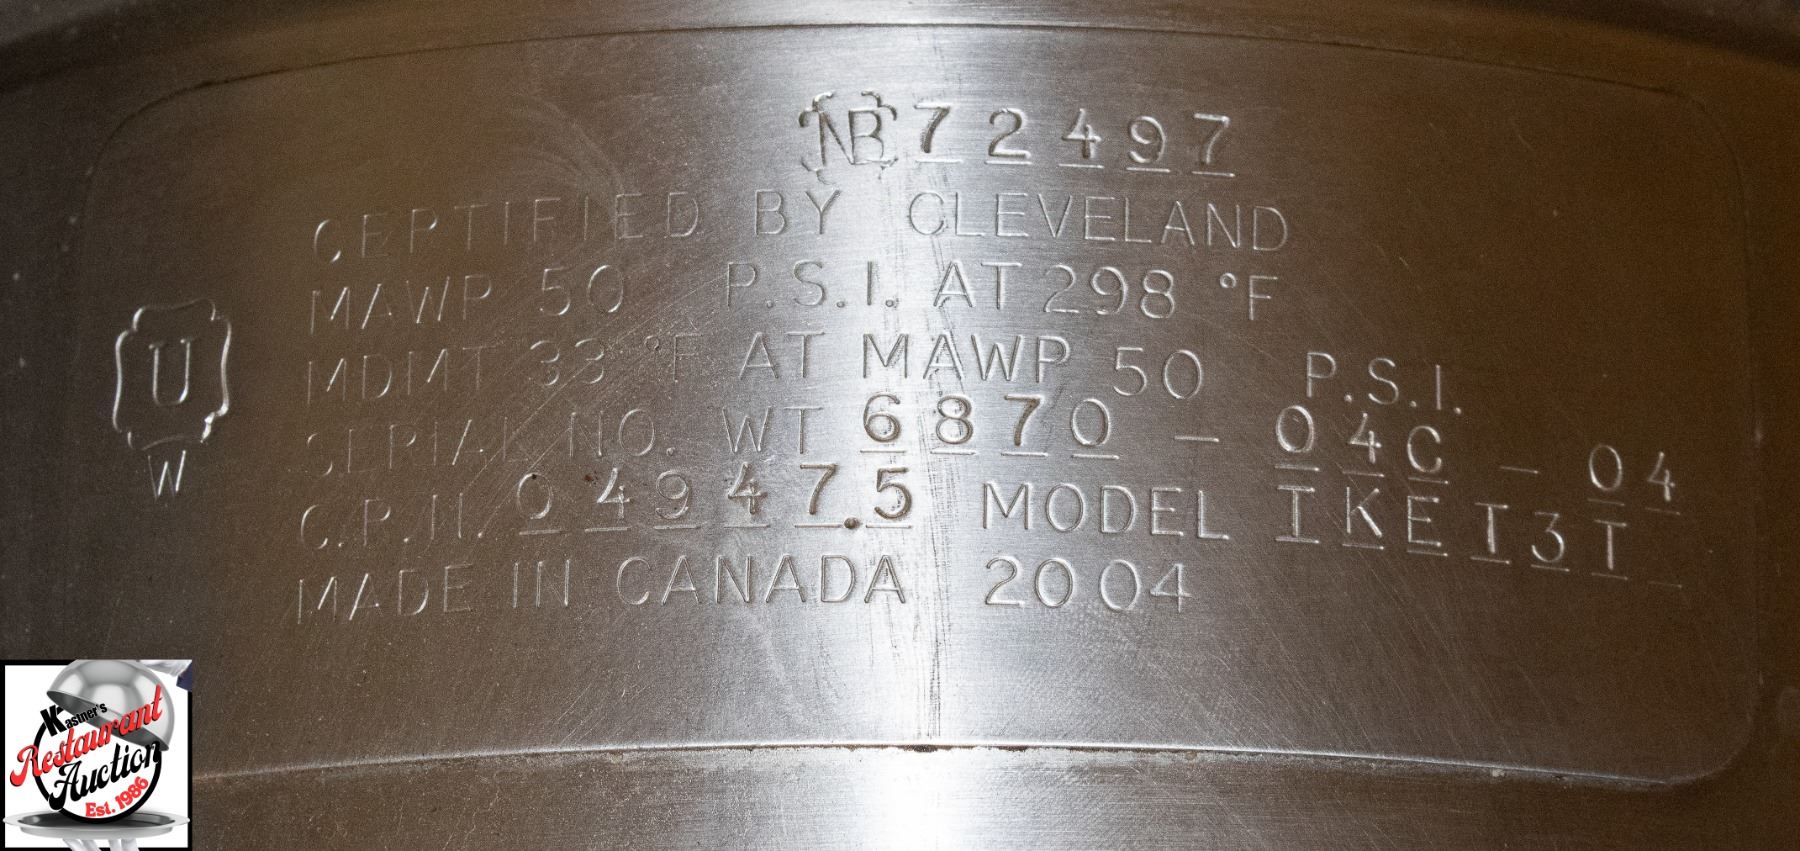 NB 72497
CERTIFIED BY CLEVELAND
MAWP 50 P.S.I. AT 298 °F
MDMT 33 °F AT MAWP 50 P.S.I.
U
W
SERIAL NO. WT 6870 - 04C - 04
C.R.N. 04947.5 MODEL TKET3T
MADE IN CANADA 2004
Kastner's
Restaurant
Auction
Est. 1986